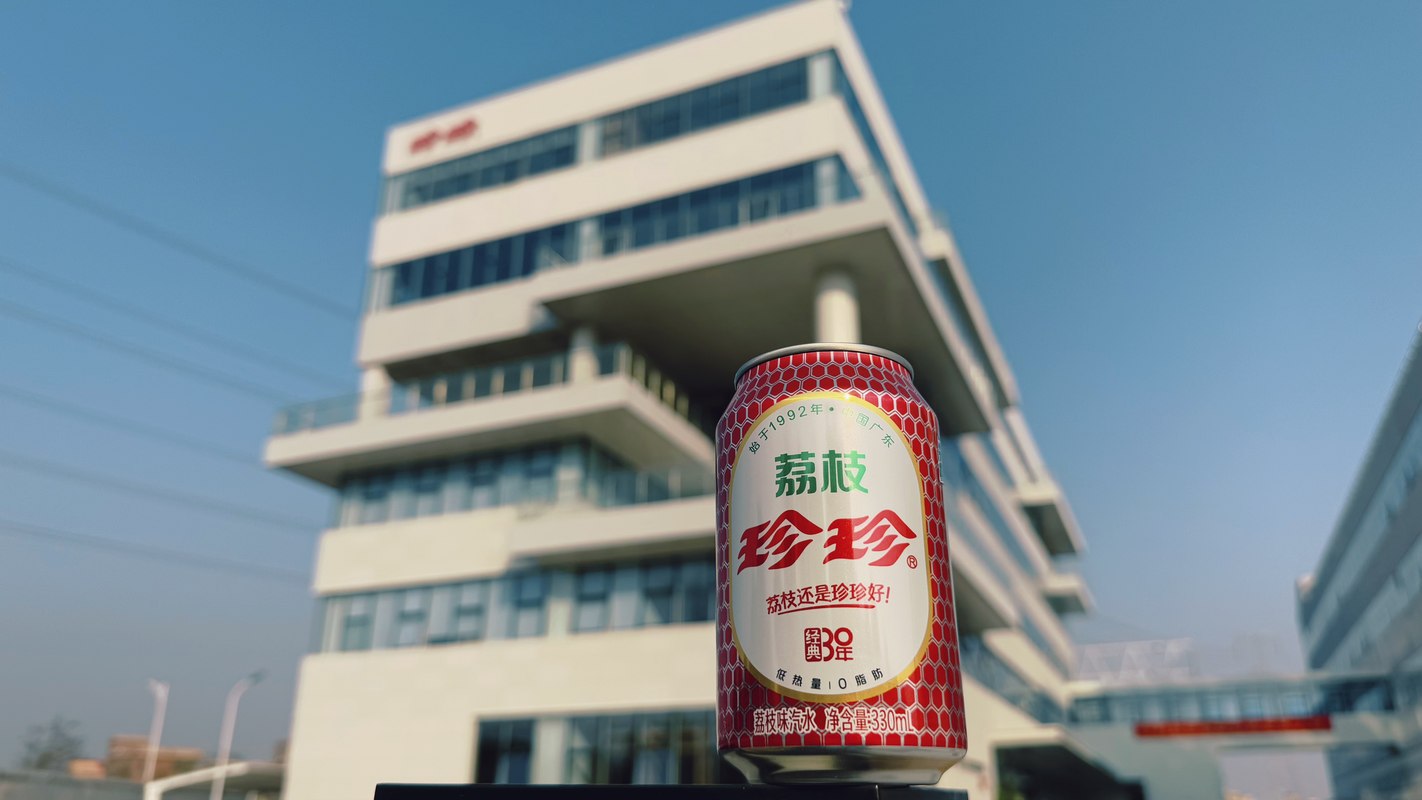 珍珍
始于1992年·中国广东
荔枝
珍珍®
荔枝还是珍珍好!
经典30年
低热量|0脂肪
荔枝味汽水 净含量330mL